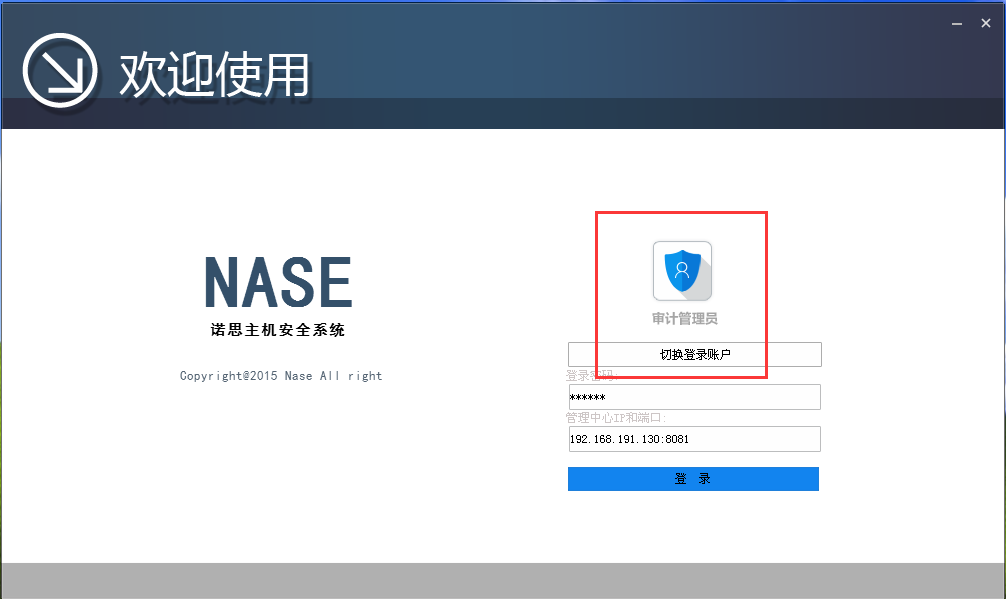 欢迎使用
NASE
诺思主机安全系统
Copyright@2015 Nase All right
审计管理员
切换登录账户
登录密码:
******
管理中心IP和端口:
192.168.191.130:8081
登 录